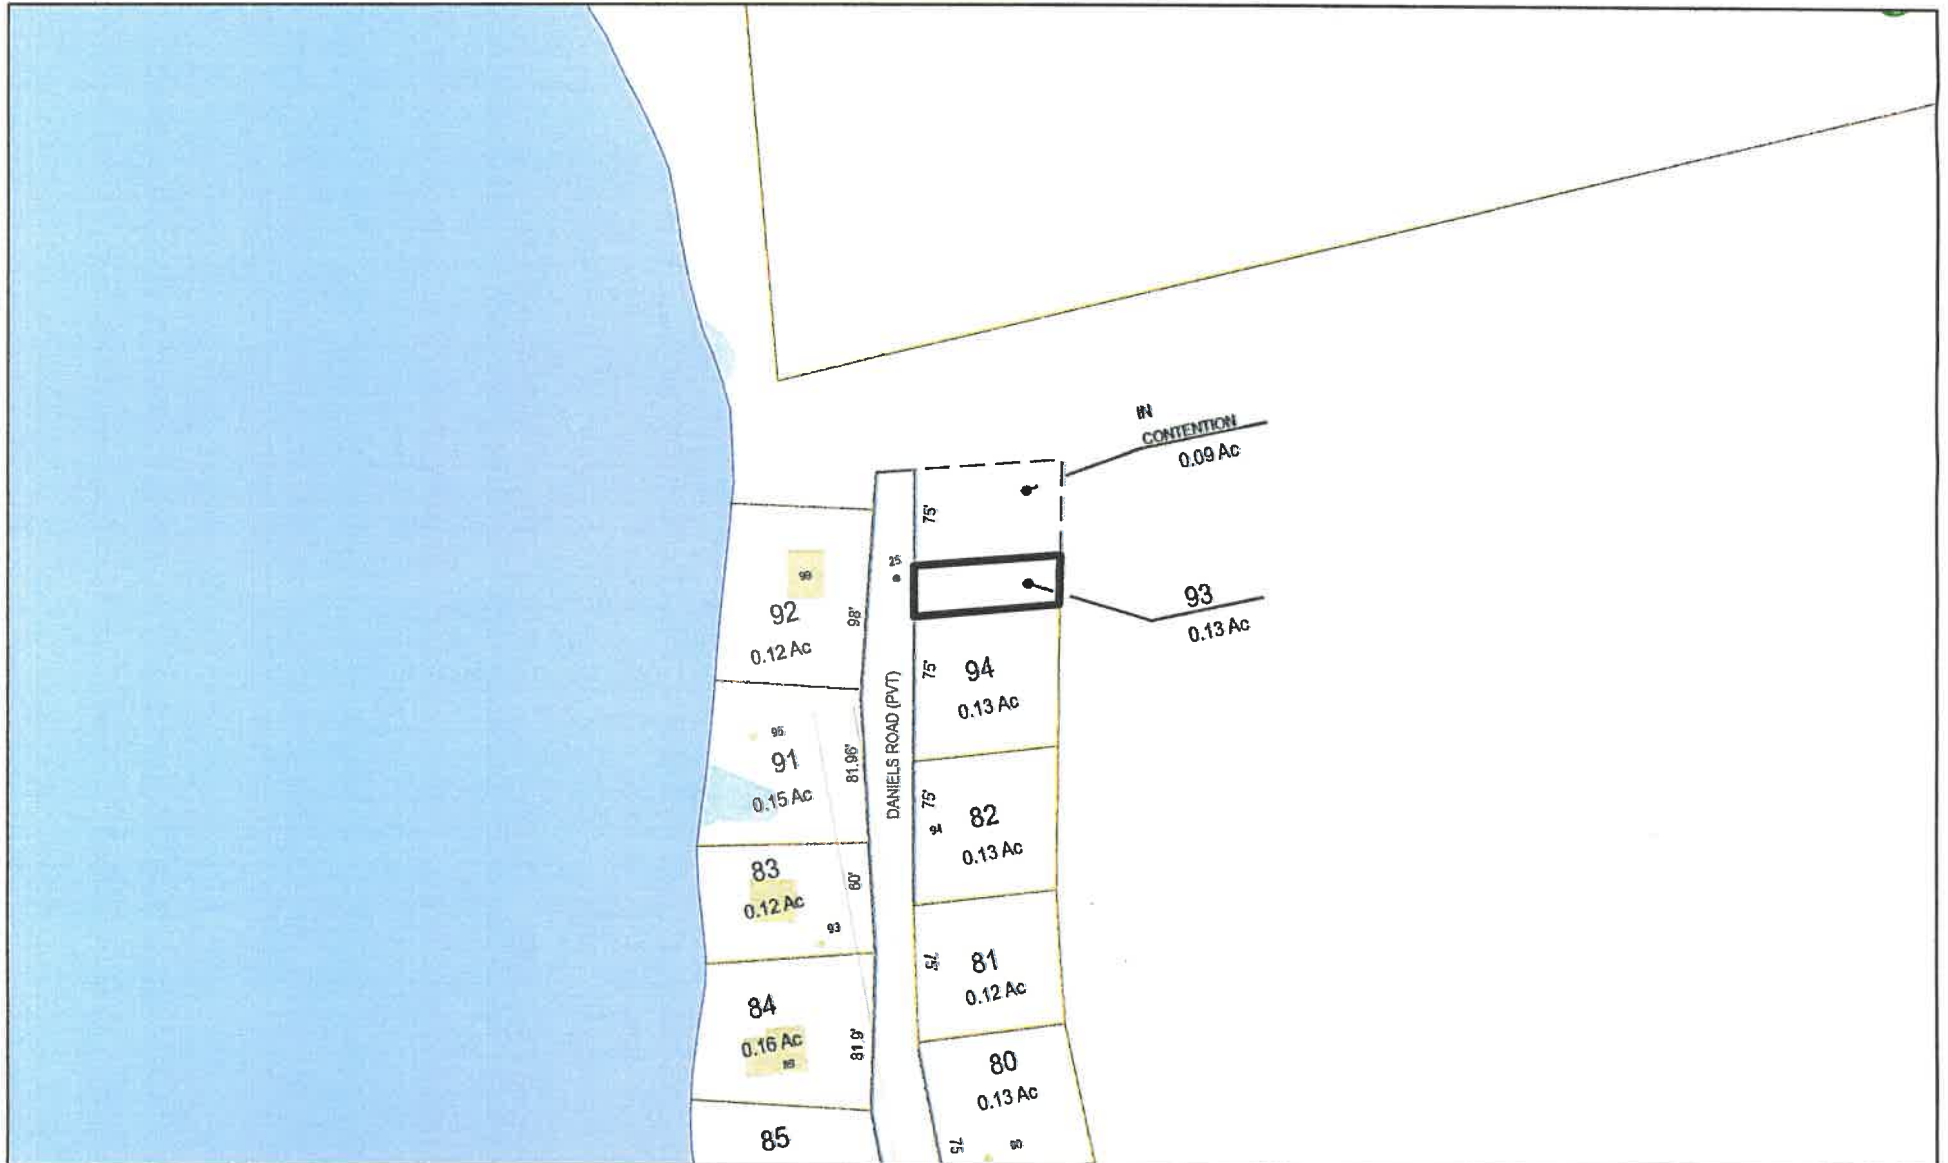 IN
CONTENTION
0.09 Ac
75'
25
93
0.13 Ac
99
92
0.12 Ac
98'
DANIELS ROAD (PVT)
75'
94
0.13 Ac
95
91
0.15 Ac
81.96'
75'
94
82
0.13 Ac
83
0.12 Ac
60'
93
75'
81
0.12 Ac
84
0.16 Ac
81.9'
80
0.13 Ac
75
90
85